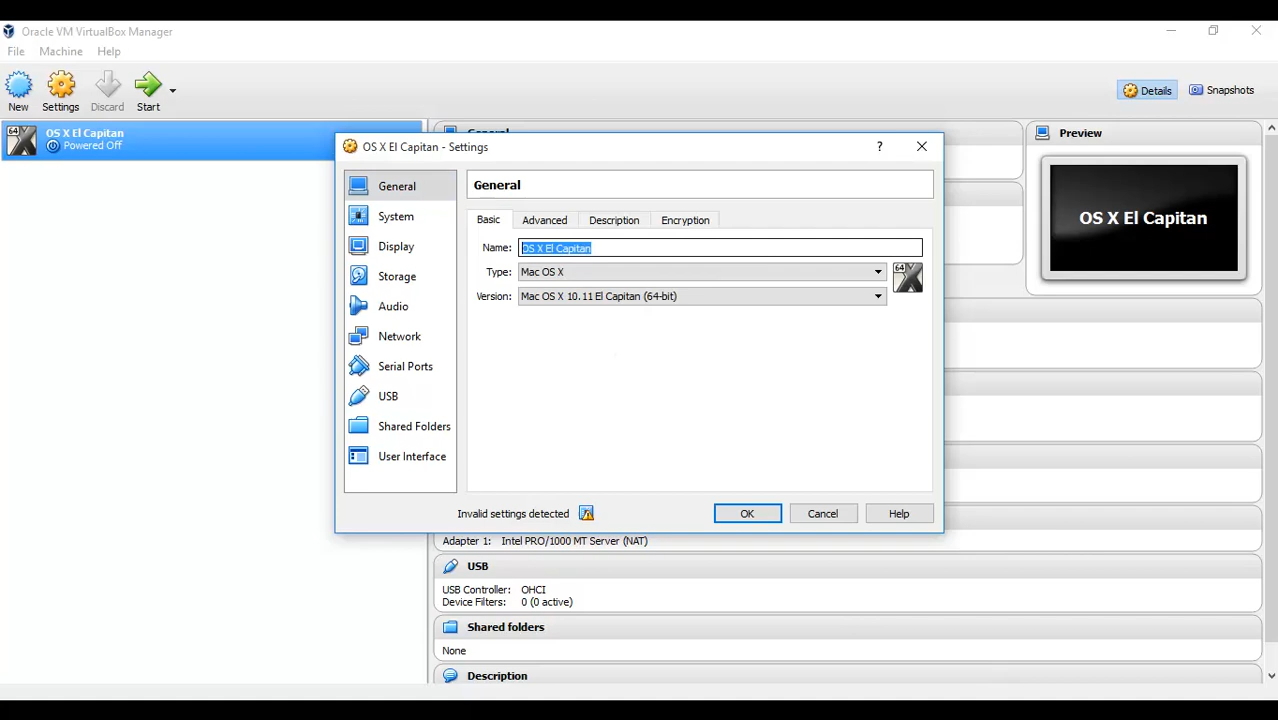 Oracle VM VirtualBox Manager
File Machine Help
New Settings Discard Start
Details Snapshots
64 OS X El Capitan
Powered Off
Preview
OS X El Capitan
OS X El Capitan - Settings
?
General
System
Display
Storage
Audio
Network
Serial Ports
USB
Shared Folders
User Interface
General
Basic Advanced Description Encryption
Name: OS X El Capitan
Type: Mac OS X
64
Version: Mac OS X 10.11 El Capitan (64-bit)
Invalid settings detected
OK Cancel Help
Adapter 1: Intel PRO/1000 MT Server (NAT)
USB
USB Controller: OHCI
Device Filters: 0 (0 active)
Shared folders
None
Description